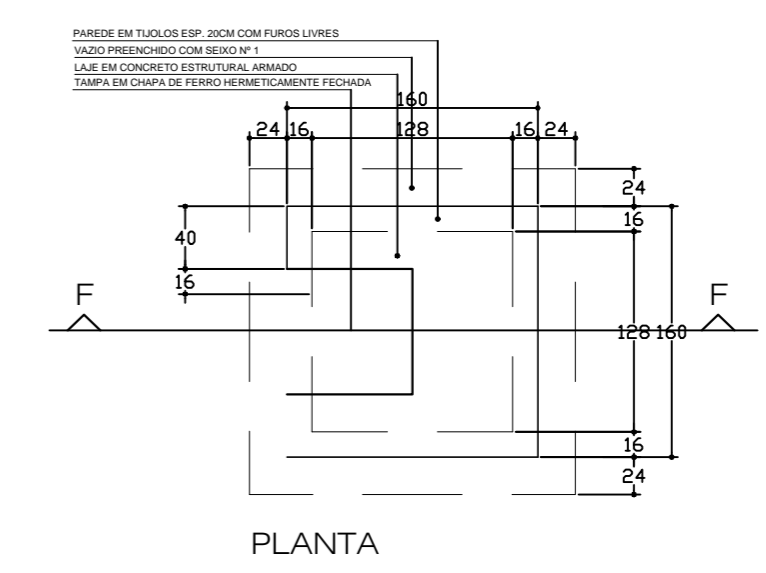 PAREDE EM TIJOLOS ESP. 20CM COM FUROS LIVRES
VAZIO PREENCHIDO COM SEIXO Nº 1
LAJE EM CONCRETO ESTRUTURAL ARMADO
TAMPA EM CHAPA DE FERRO HERMETICAMENTE FECHADA
160
24 16 128 16 24
24
16
40
16
F F
128 160
16
24
PLANTA